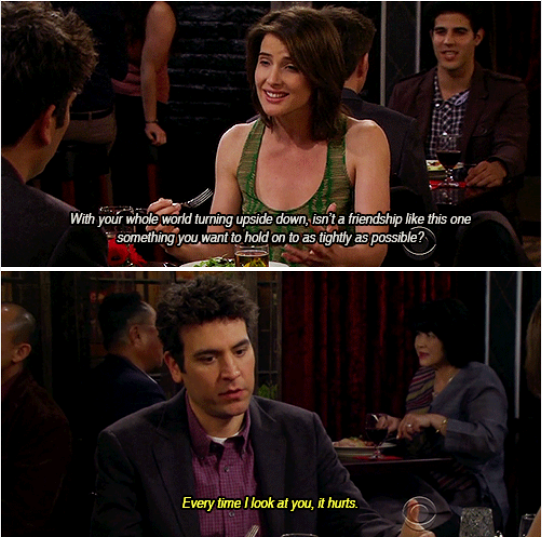 With your whole world turning upside down, isn't a friendship like this one
something you want to hold on to as tightly as possible?
Every time I look at you, it hurts.